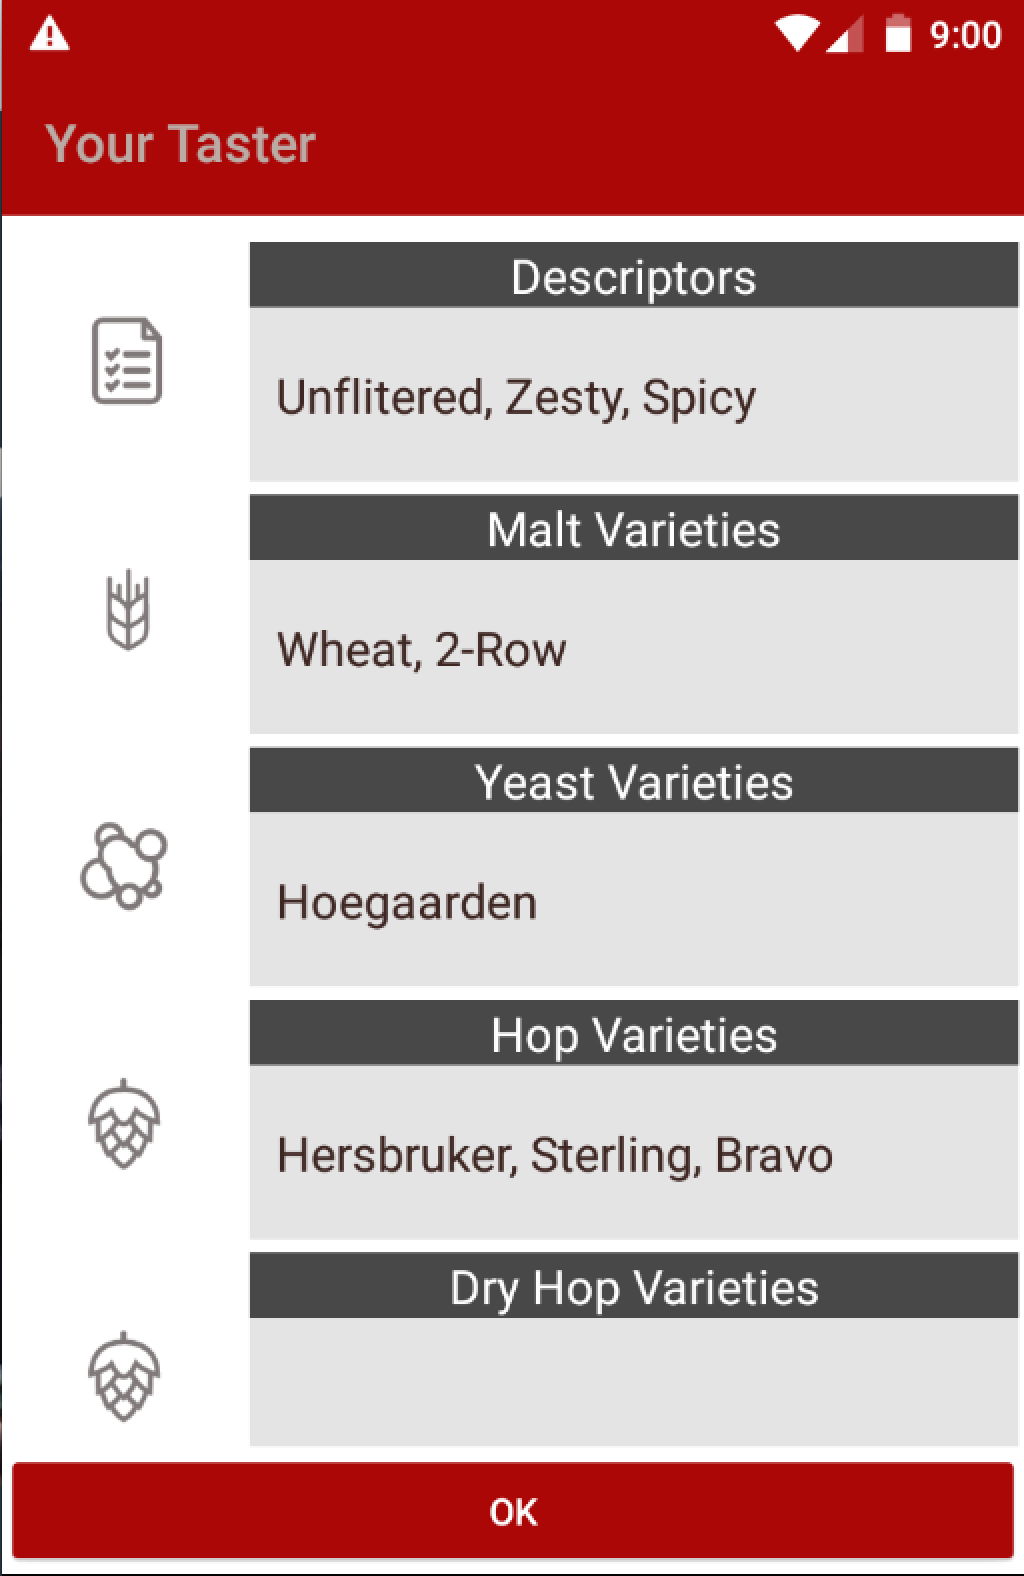 9:00
Your Taster
Descriptors
Unflitered, Zesty, Spicy
Malt Varieties
Wheat, 2-Row
Yeast Varieties
Hoegaarden
Hop Varieties
Hersbruker, Sterling, Bravo
Dry Hop Varieties
OK